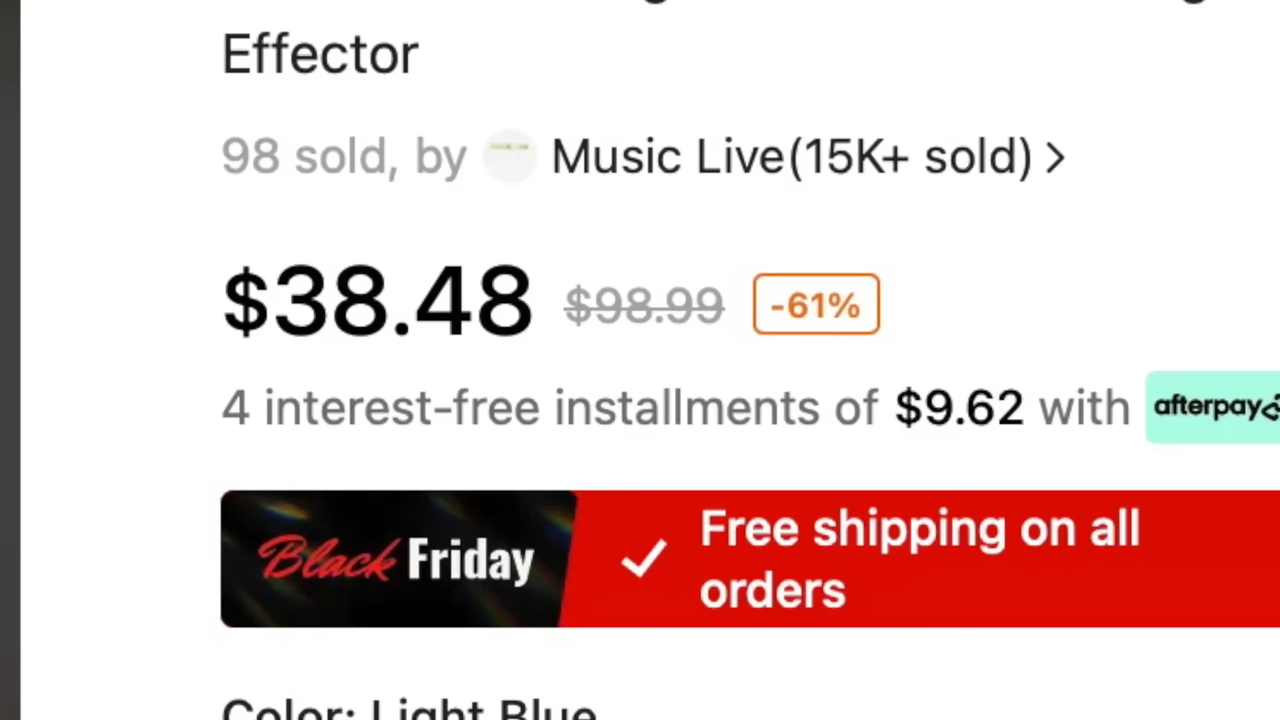 Effector
98 sold, by Music Live(15K+ sold) >
$38.48 $98.99 -61%
4 interest-free installments of $9.62 with afterpay
Black Friday
Free shipping on all
orders
Color: Light Blue